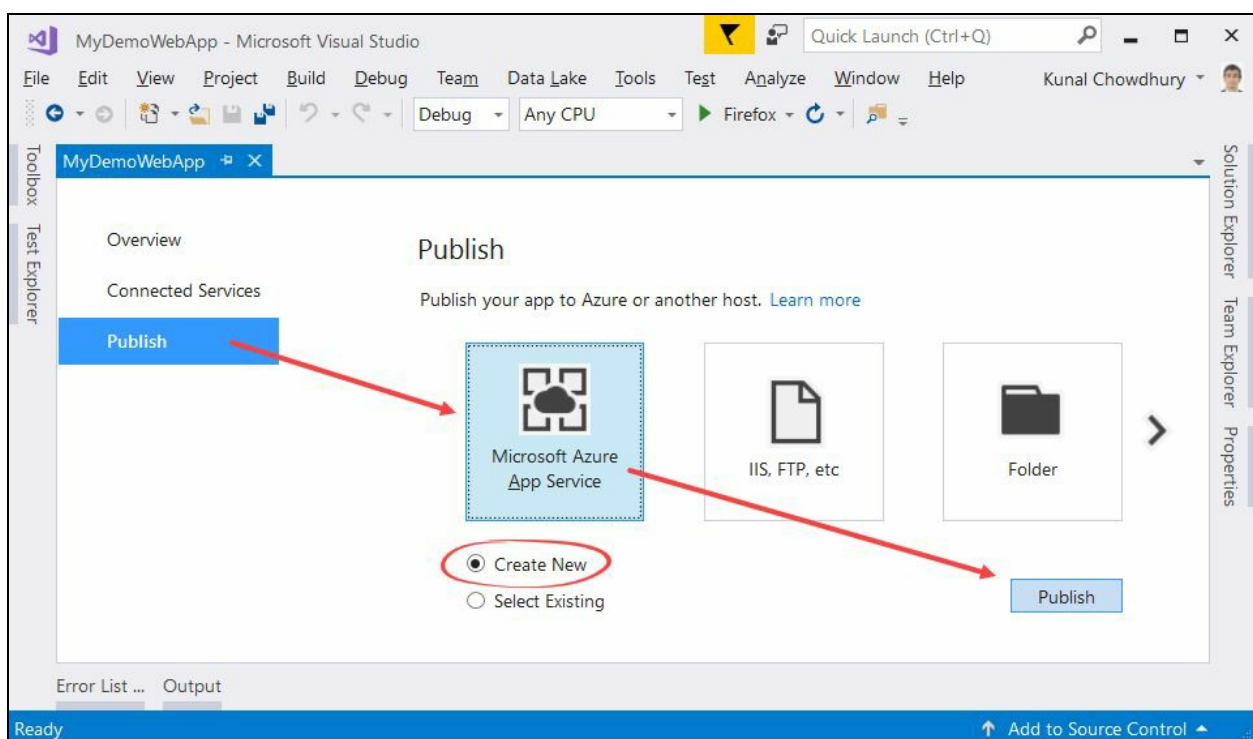 MyDemoWebApp - Microsoft Visual Studio
Quick Launch (Ctrl+Q)
File Edit View Project Build Debug Team Data Lake Tools Test Analyze Window Help Kunal Chowdhury
Debug Any CPU Firefox
Toolbox
Test Explorer
MyDemoWebApp
Overview
Connected Services
Publish
Publish
Publish your app to Azure or another host. Learn more
Microsoft Azure
App Service
IIS, FTP, etc
Folder
Create New
Select Existing
Publish
Solution Explorer
Team Explorer
Properties
Error List ... Output
Ready
Add to Source Control